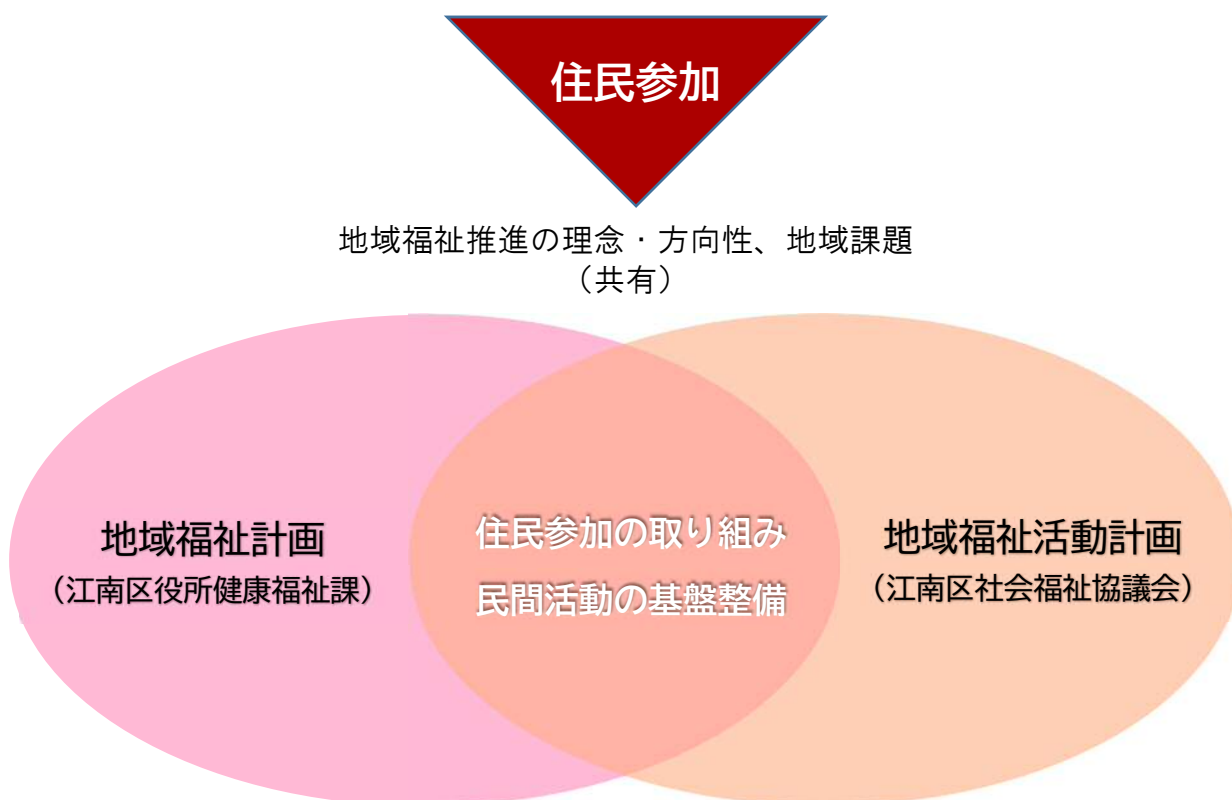 住民参加
地域福祉推進の理念・方向性、地域課題
（共有）
地域福祉計画
（江南区役所健康福祉課）
住民参加の取り組み
民間活動の基盤整備
地域福祉活動計画
（江南区社会福祉協議会）